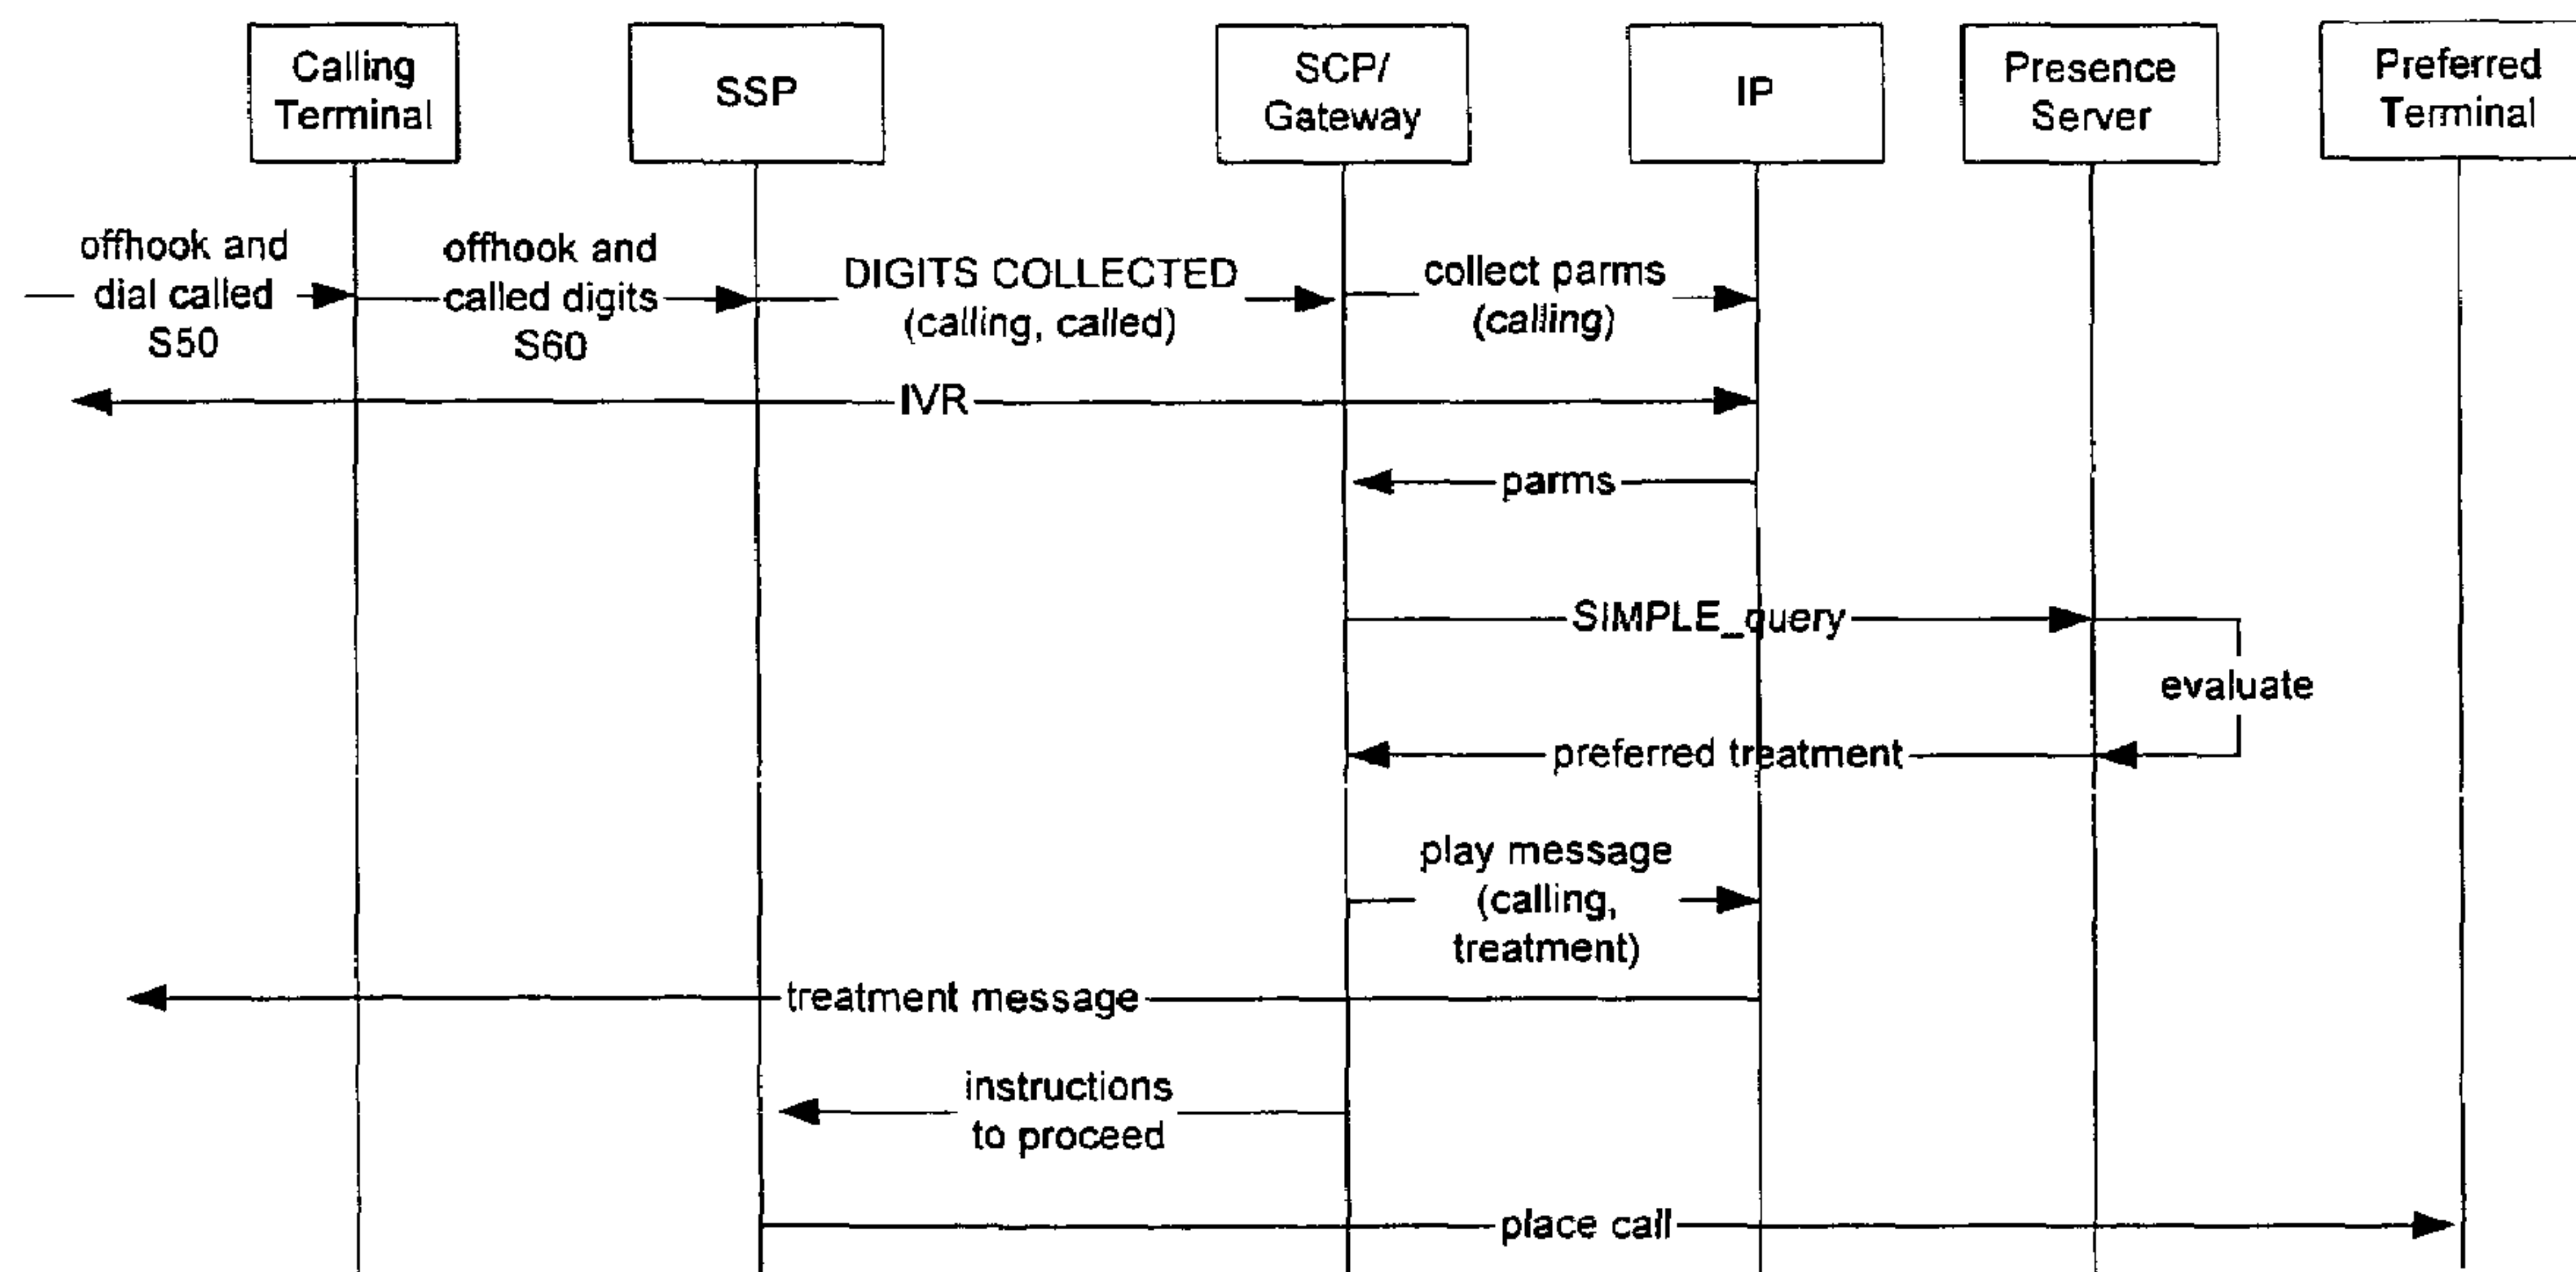 Calling
Terminal
SSP
SCP/
Gateway
IP
Presence
Server
Preferred
Terminal
offhook and
dial called
S50
offhook and
called digits
S60
DIGITS COLLECTED
(calling, called)
collect parms
(calling)
IVR
parms
SIMPLE_query
evaluate
preferred treatment
play message
(calling,
treatment)
treatment message
instructions
to proceed
place call